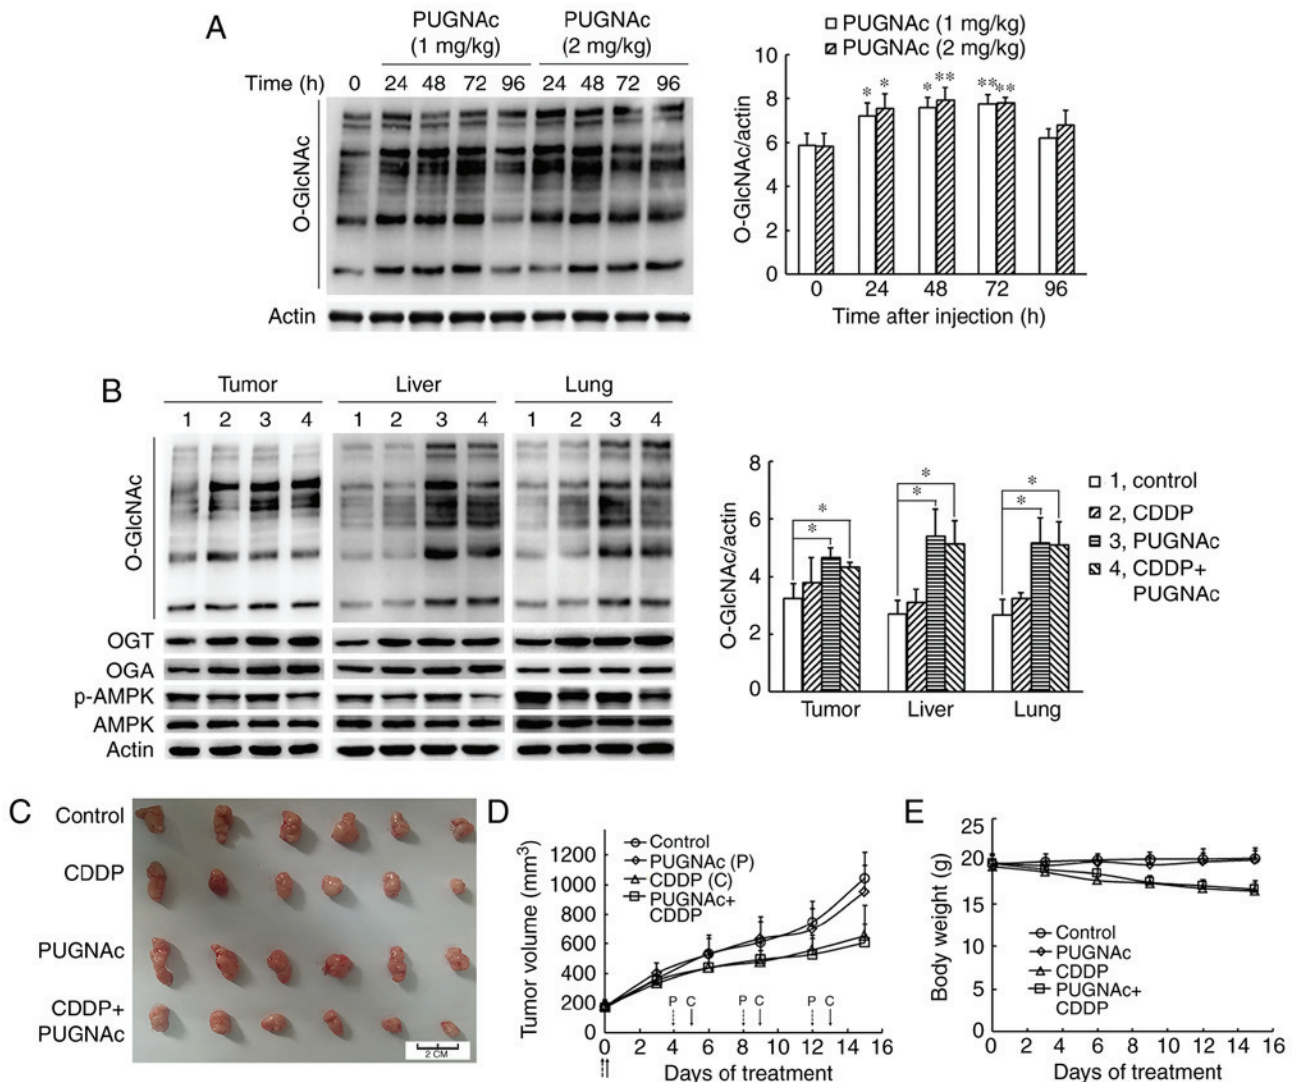 A
PUGNAc
(1 mg/kg)
PUGNAc
(2 mg/kg)
Time (h) 0 24 48 72 96 24 48 72 96
O-GlcNAc
Actin
PUGNAc (1 mg/kg)
PUGNAc (2 mg/kg)
O-GlcNAc/actin
10
8
6
4
2
0
* * * ** ** **
0 24 48 72 96
Time after injection (h)
B
Tumor Liver Lung
1 2 3 4 1 2 3 4 1 2 3 4
O-GlcNAc
OGT
OGA
p-AMPK
AMPK
Actin
O-GlcNAc/actin
8
6
4
2
0
* * * * * *
Tumor Liver Lung
1, control
2, CDDP
3, PUGNAc
4, CDDP+
PUGNAc
C
Control
CDDP
PUGNAc
CDDP+
PUGNAc
2 CM
D
Tumor volume (mm³)
1200
1000
800
600
400
200
0
Control
PUGNAc (P)
CDDP (C)
PUGNAc+
CDDP
P C P C P C
0 2 4 6 8 10 12 14 16
Days of treatment
E
Body weight (g)
25
20
15
10
5
0
Control
PUGNAc
CDDP
PUGNAc+
CDDP
0 2 4 6 8 10 12 14 16
Days of treatment